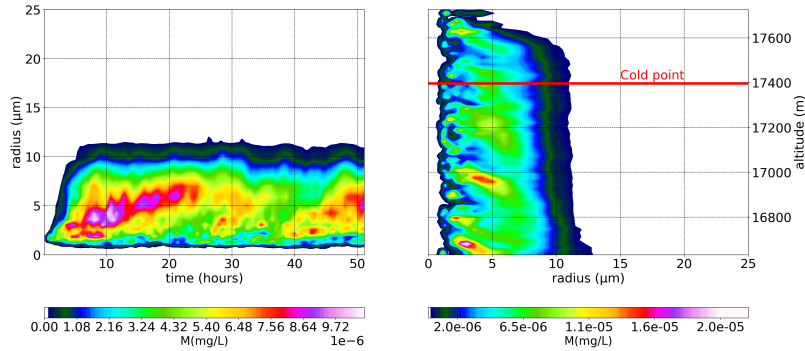 25
20
15
10
5
0
radius (µm)
0 10 20 30 40 50
time (hours)
0.00 1.08 2.16 3.24 4.32 5.40 6.48 7.56 8.64 9.72
M(mg/L)
1e−6
Cold point
17600
17400
17200
17000
16800
altitude (m)
0 5 10 15 20 25
radius (µm)
2.0e-06 6.5e-06 1.1e-05 1.6e-05 2.0e-05
M(mg/L)